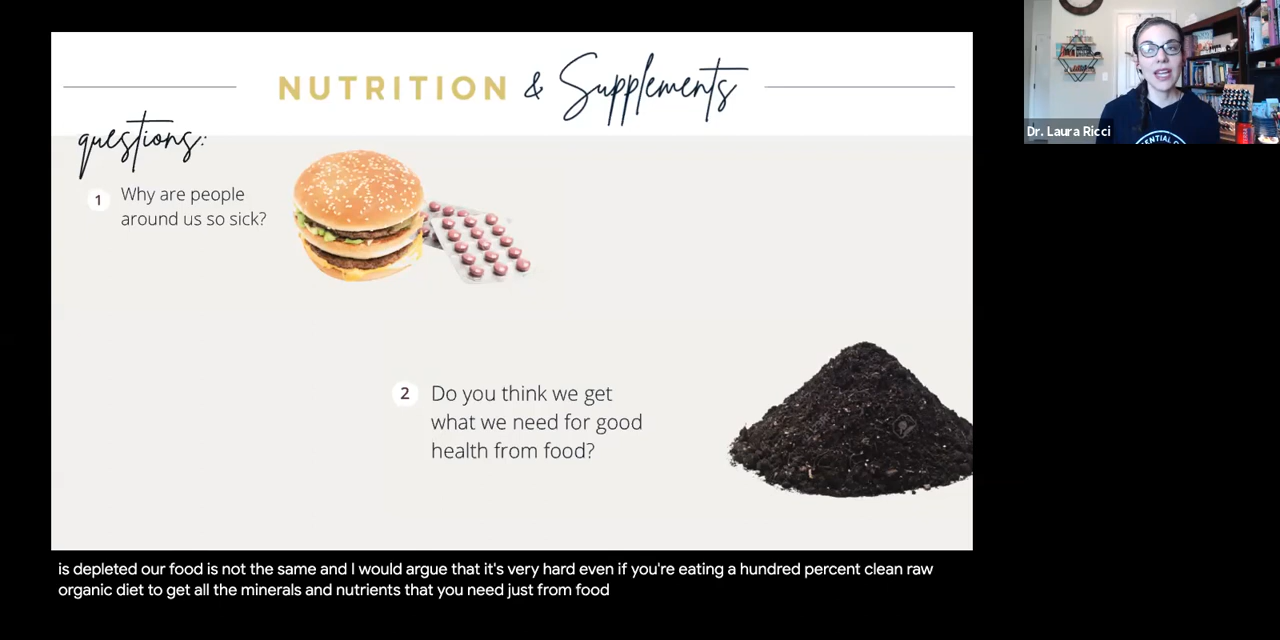 NUTRITION & Supplements
questions:
1 Why are people
around us so sick?
2 Do you think we get
what we need for good
health from food?
Dr. Laura Ricci
is depleted our food is not the same and I would argue that it's very hard even if you're eating a hundred percent clean raw
organic diet to get all the minerals and nutrients that you need just from food